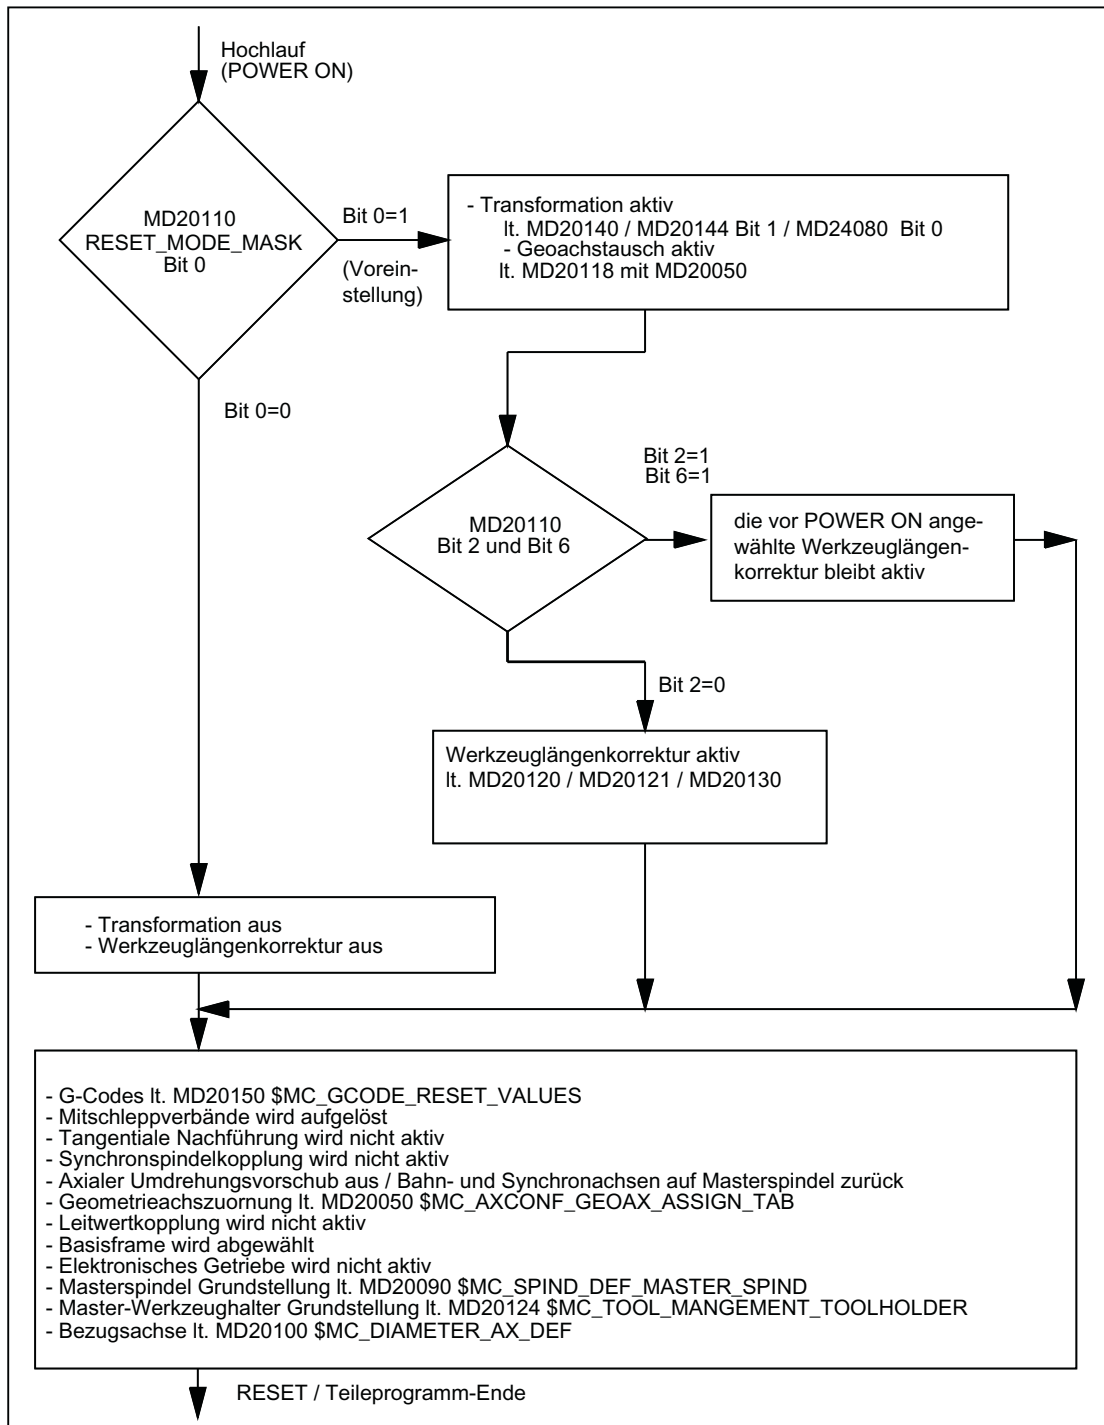 Hochlauf
(POWER ON)
MD20110
RESET_MODE_MASK
Bit 0
Bit 0=1
(Vorein-
stellung)
- Transformation aktiv
lt. MD20140 / MD20144 Bit 1 / MD24080  Bit 0
- Geoachstausch aktiv
lt. MD20118 mit MD20050
Bit 0=0
MD20110
Bit 2 und Bit 6
Bit 2=1
Bit 6=1
die vor POWER ON ange-
wählte Werkzeuglängen-
korrektur bleibt aktiv
Bit 2=0
Werkzeuglängenkorrektur aktiv
lt. MD20120 / MD20121 / MD20130
- Transformation aus
- Werkzeuglängenkorrektur aus
- G-Codes lt. MD20150 $MC_GCODE_RESET_VALUES
- Mitschleppverbände wird aufgelöst
- Tangentiale Nachführung wird nicht aktiv
- Synchronspindelkopplung wird nicht aktiv
- Axialer Umdrehungsvorschub aus / Bahn- und Synchronachsen auf Masterspindel zurück
- Geometrieachszuornung lt. MD20050 $MC_AXCONF_GEOAX_ASSIGN_TAB
- Leitwertkopplung wird nicht aktiv
- Basisframe wird abgewählt
- Elektronisches Getriebe wird nicht aktiv
- Masterspindel Grundstellung lt. MD20090 $MC_SPIND_DEF_MASTER_SPIND
- Master-Werkzeughalter Grundstellung lt. MD20124 $MC_TOOL_MANGEMENT_TOOLHOLDER
- Bezugsachse lt. MD20100 $MC_DIAMETER_AX_DEF
RESET / Teileprogramm-Ende